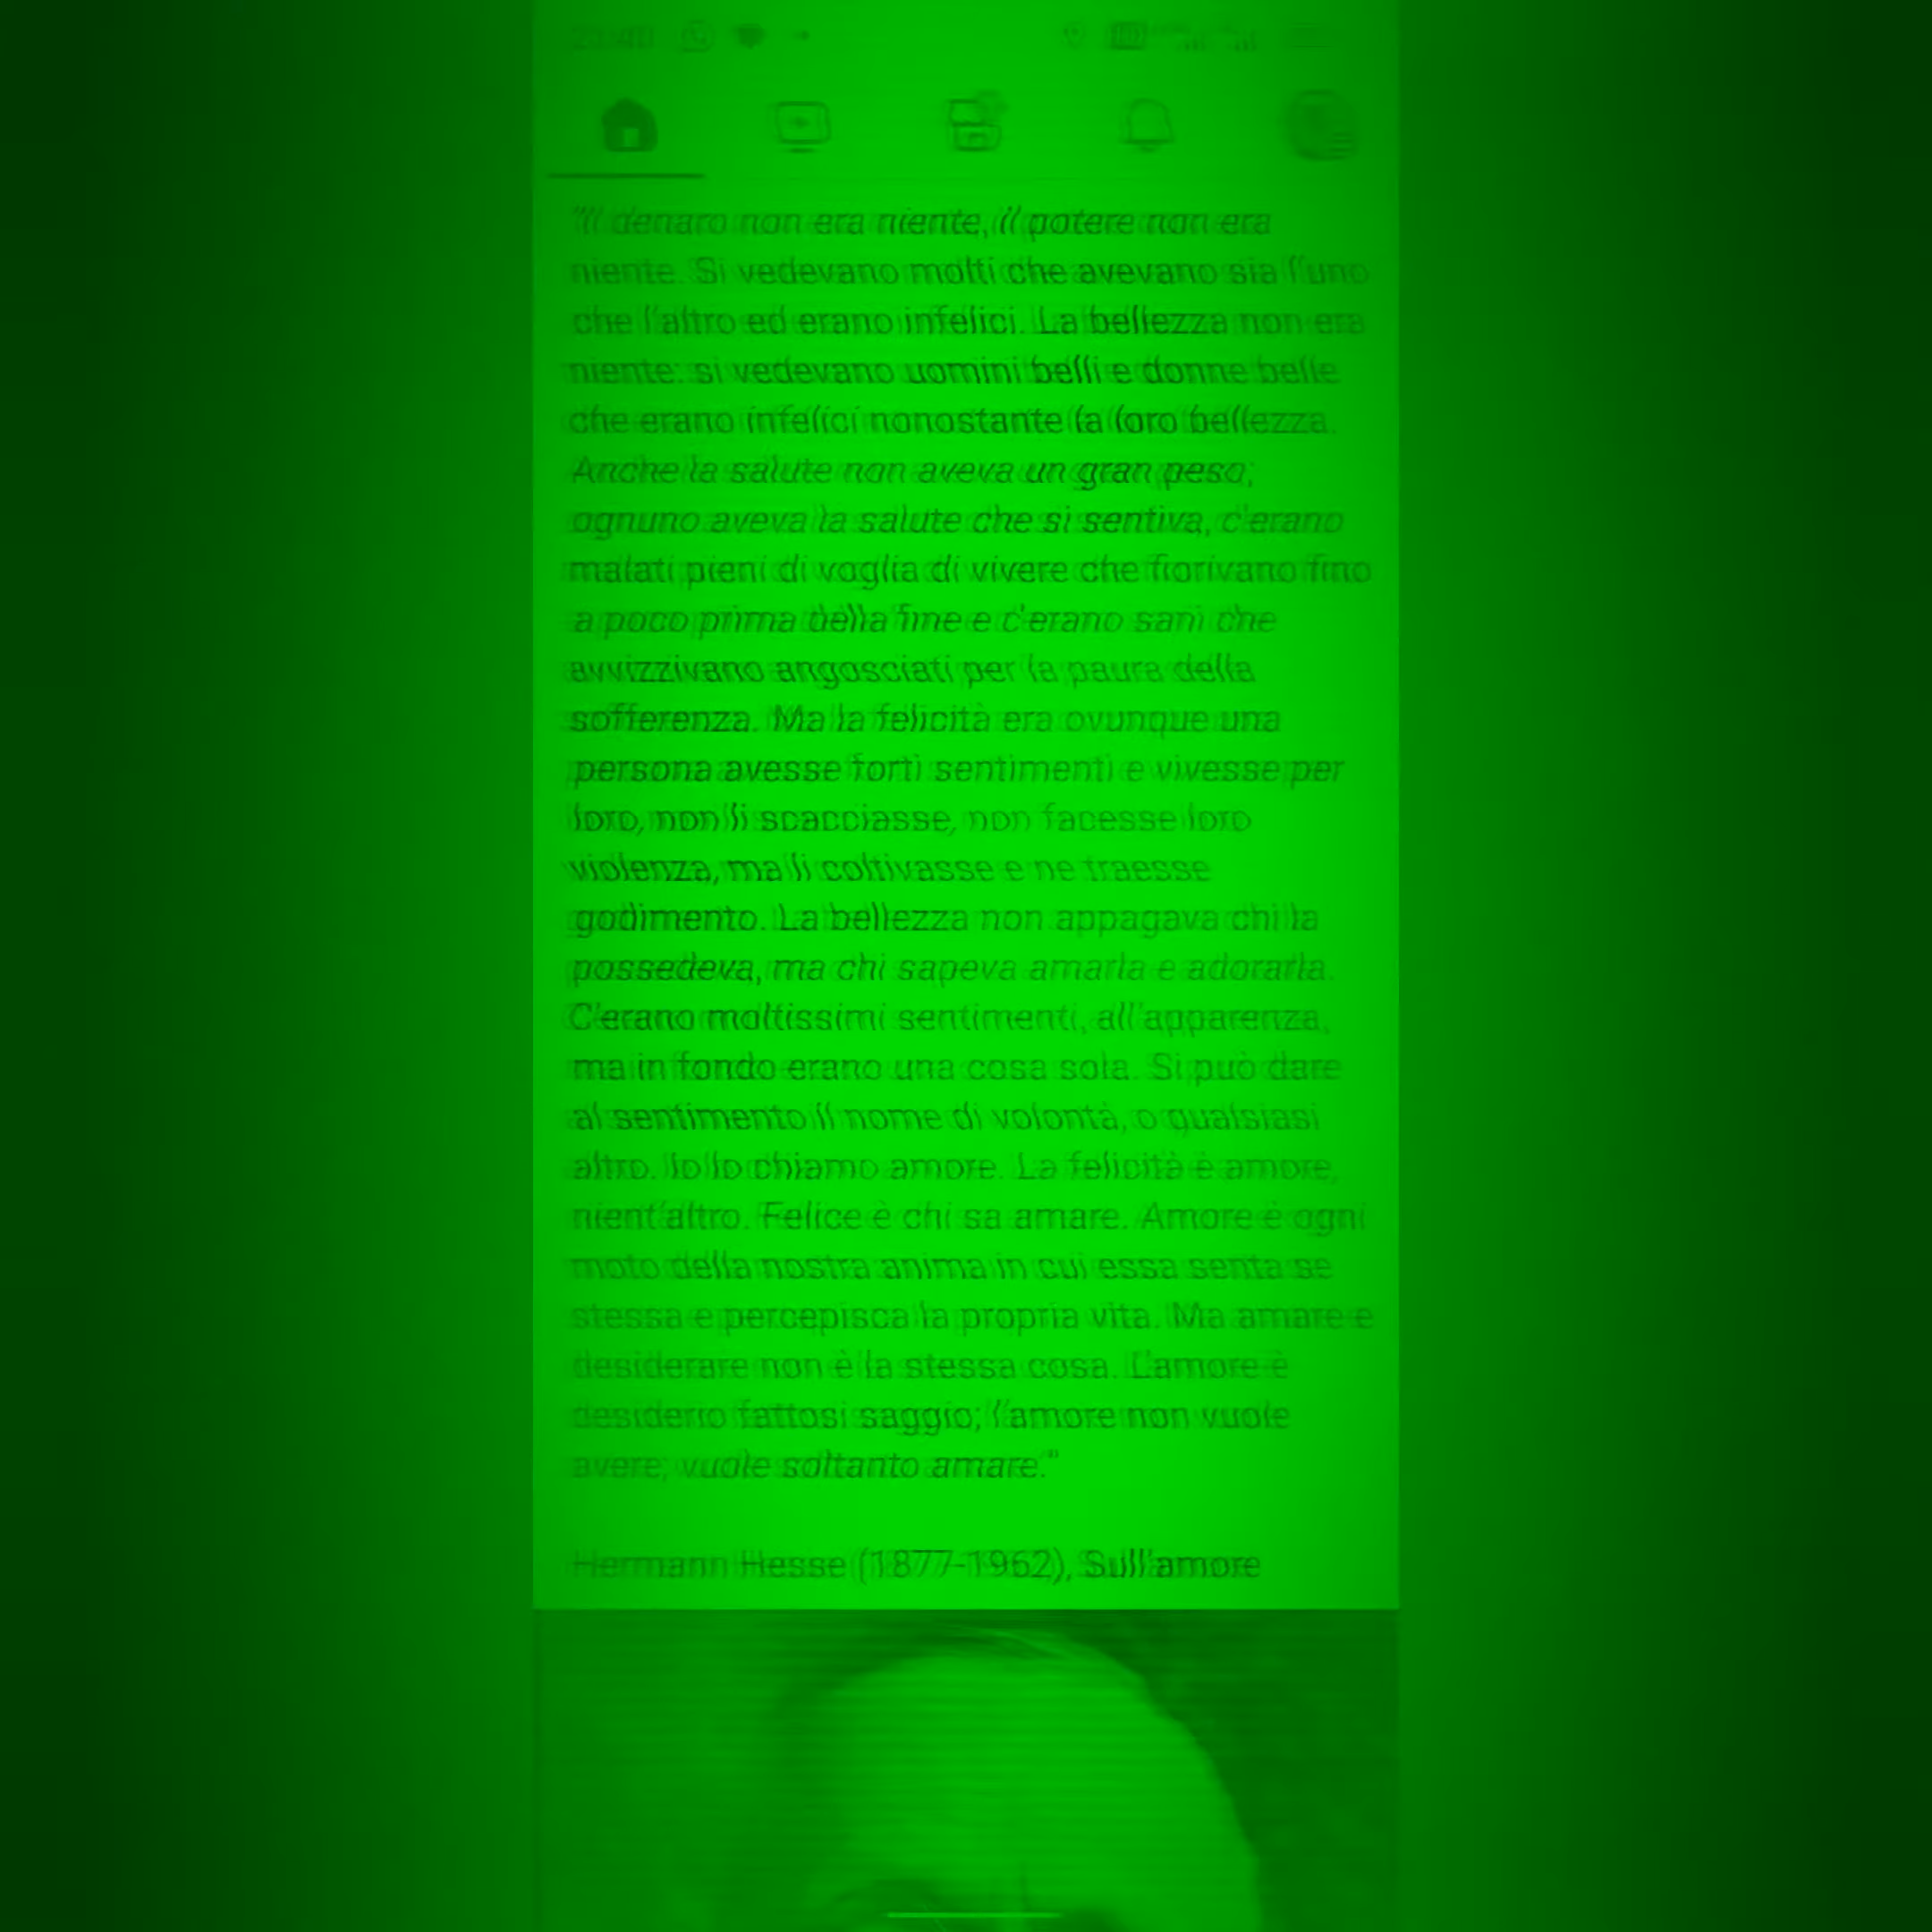 "Il denaro non era niente, il potere non era
niente. Si vedevano molti che avevano sia l'uno
che l'altro ed erano infelici. La bellezza non era
niente: si vedevano uomini belli e donne belle
che erano infelici nonostante la loro bellezza.
Anche la salute non aveva un gran peso;
ognuno aveva la salute che si sentiva, c'erano
malati pieni di voglia di vivere che fiorivano fino
a poco prima della fine e c'erano sani che
avvizzivano angosciati per la paura della
sofferenza. Ma la felicità era ovunque una
persona avesse forti sentimenti e vivesse per
loro, non li scacciasse, non facesse loro
violenza, ma li coltivasse e ne traesse
godimento. La bellezza non appagava chi la
possedeva, ma chi sapeva amarla e adorarla.
C'erano moltissimi sentimenti, all'apparenza,
ma in fondo erano una cosa sola. Si può dare
al sentimento il nome di volontà, o qualsiasi
altro. Io lo chiamo amore. La felicità è amore,
nient'altro. Felice è chi sa amare. Amore è ogni
moto della nostra anima in cui essa senta se
stessa e percepisca la propria vita. Ma amare e
desiderare non è la stessa cosa. L'amore è
desiderio fattosi saggio; l'amore non vuole
avere; vuole soltanto amare."
Hermann Hesse (1877-1962), Sull'amore